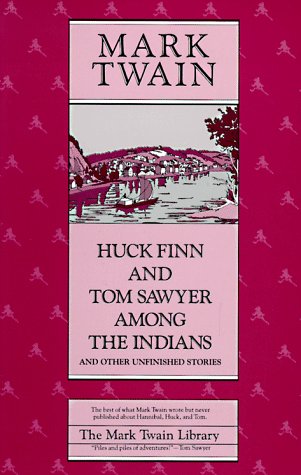 MARK
TWAIN
HUCK FINN
AND
TOM SAWYER
AMONG
THE INDIANS
AND OTHER UNFINISHED STORIES
The best of what Mark Twain wrote but never
published about Hannibal, Huck, and Tom.
The Mark Twain Library
"Piles and piles of adventures!"—Tom Sawyer